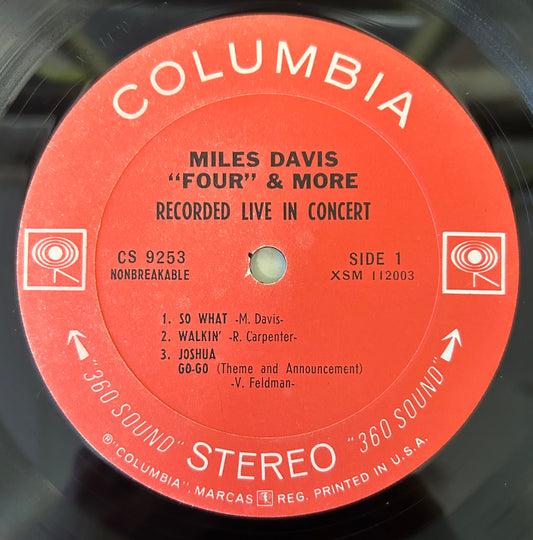 COLUMBIA
MILES DAVIS
"FOUR" & MORE
RECORDED LIVE IN CONCERT
CS 9253
NONBREAKABLE
SIDE 1
XSM 112003
1. SO WHAT -M. Davis-
2. WALKIN' -R. Carpenter-
3. JOSHUA
GO-GO (Theme and Announcement)
-V. Feldman-
"360 SOUND" STEREO "360 SOUND"
®"COLUMBIA", MARCAS REG. PRINTED IN U.S.A.